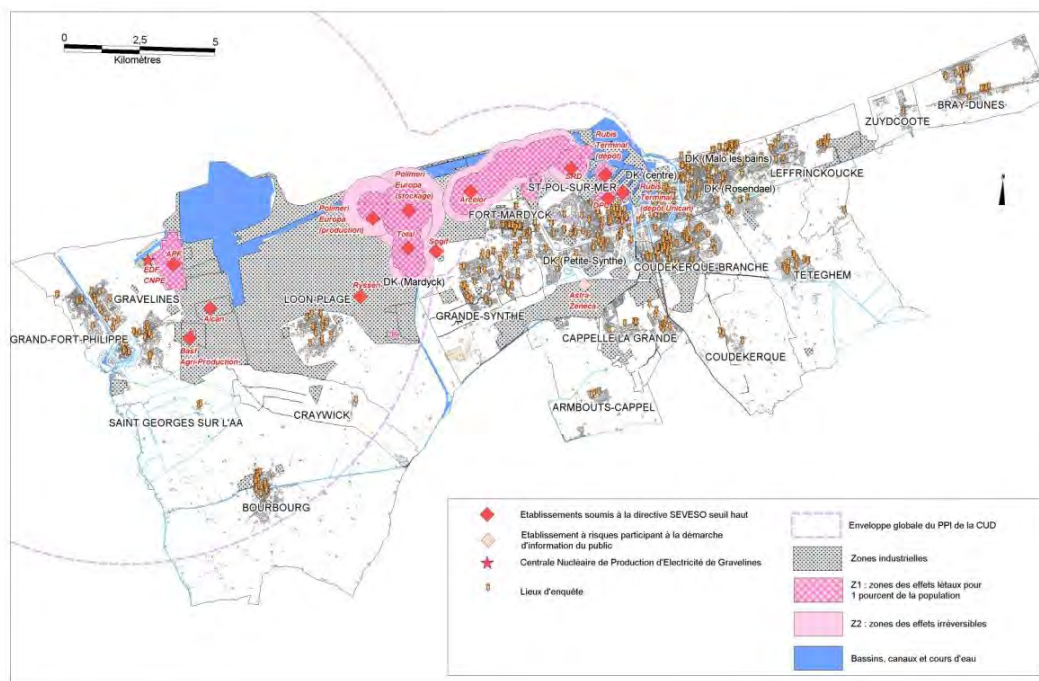 0 2,5 5
Kilomètres
BRAY-DUNES
ZUYDCOOTE
DK (Malo les bains)
LEFFRINCKOUCKE
Rubis
Terminal
(dépot)
DK (centre)
DK (Rosendael)
SRD
ST-POL-SUR-MER
Rubis
Terminal
(dépot Unican)
Polimeri
Europa
(stockage)
Arcelor
FORT-MARDYCK
Polimeri
Europa
(production)
Total
DK (Mardyck)
DK (Petite-Synthe)
COUDEKERQUE-BRANCHE
TETEGHEM
APF
EDF
CNPE
GRAVELINES
Ryssen
LOON-PLAGE
GRANDE-SYNTHE
Astra
Zeneca
CAPPELLE LA GRANDE
COUDEKERQUE
GRAND-FORT-PHILIPPE
Basf
Agri-Production
SAINT GEORGES SUR L'AA
CRAYWICK
ARMBOUTS-CAPPEL
BOURBOURG
Etablissements soumis à la directive SEVESO seuil haut
Etablissement à risques participant à la démarche
d'information du public
Centrale Nucléaire de Production d'Electricité de Gravelines
Lieux d'enquête
Enveloppe globale du PPI de la CUD
Zones industrielles
Z1 : zones des effets létaux pour
1 pourcent de la population
Z2 : zones des effets irréversibles
Bassins, canaux et cours d'eau